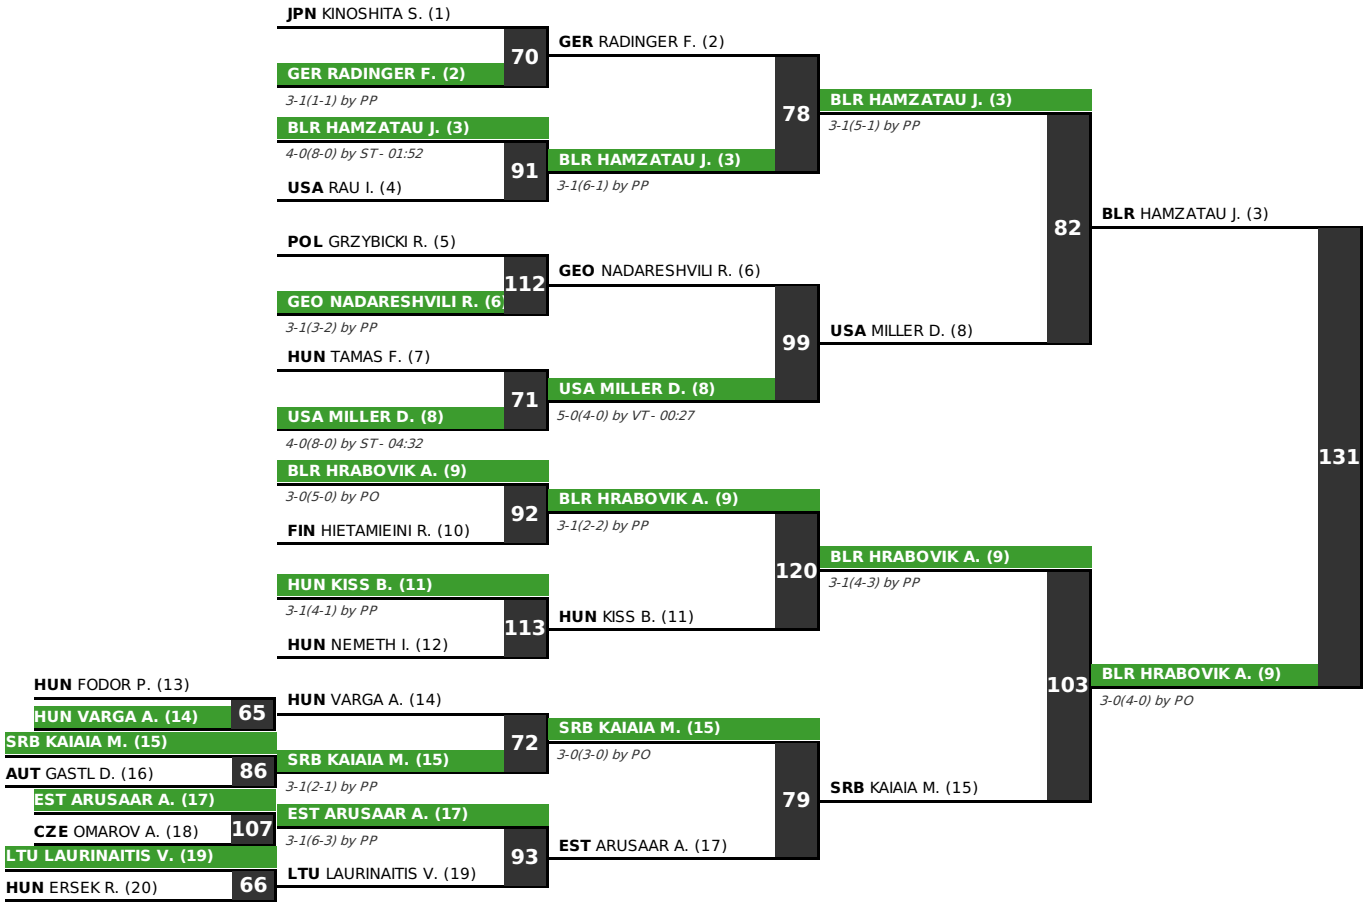 JPN KINOSHITA S. (1)
70
GER RADINGER F. (2)
3-1(1-1) by PP
BLR HAMZATAU J. (3)
4-0(8-0) by ST - 01:52
91
USA RAU I. (4)
POL GRZYBICKI R. (5)
112
GEO NADARESHVILI R. (6)
3-1(3-2) by PP
HUN TAMAS F. (7)
71
USA MILLER D. (8)
4-0(8-0) by ST - 04:32
BLR HRABOVIK A. (9)
3-0(5-0) by PO
92
FIN HIETAMIEINI R. (10)
HUN KISS B. (11)
3-1(4-1) by PP
113
HUN NEMETH I. (12)
HUN FODOR P. (13)
65
HUN VARGA A. (14)
SRB KAIAIA M. (15)
86
AUT GASTL D. (16)
EST ARUSAAR A. (17)
107
CZE OMAROV A. (18)
LTU LAURINAITIS V. (19)
66
HUN ERSEK R. (20)
HUN VARGA A. (14)
72
SRB KAIAIA M. (15)
3-1(2-1) by PP
EST ARUSAAR A. (17)
3-1(6-3) by PP
93
LTU LAURINAITIS V. (19)
GER RADINGER F. (2)
78
BLR HAMZATAU J. (3)
3-1(6-1) by PP
GEO NADARESHVILI R. (6)
99
USA MILLER D. (8)
5-0(4-0) by VT - 00:27
BLR HRABOVIK A. (9)
3-1(2-2) by PP
120
HUN KISS B. (11)
SRB KAIAIA M. (15)
3-0(3-0) by PO
79
EST ARUSAAR A. (17)
BLR HAMZATAU J. (3)
3-1(5-1) by PP
82
USA MILLER D. (8)
BLR HRABOVIK A. (9)
3-1(4-3) by PP
103
SRB KAIAIA M. (15)
BLR HAMZATAU J. (3)
131
BLR HRABOVIK A. (9)
3-0(4-0) by PO